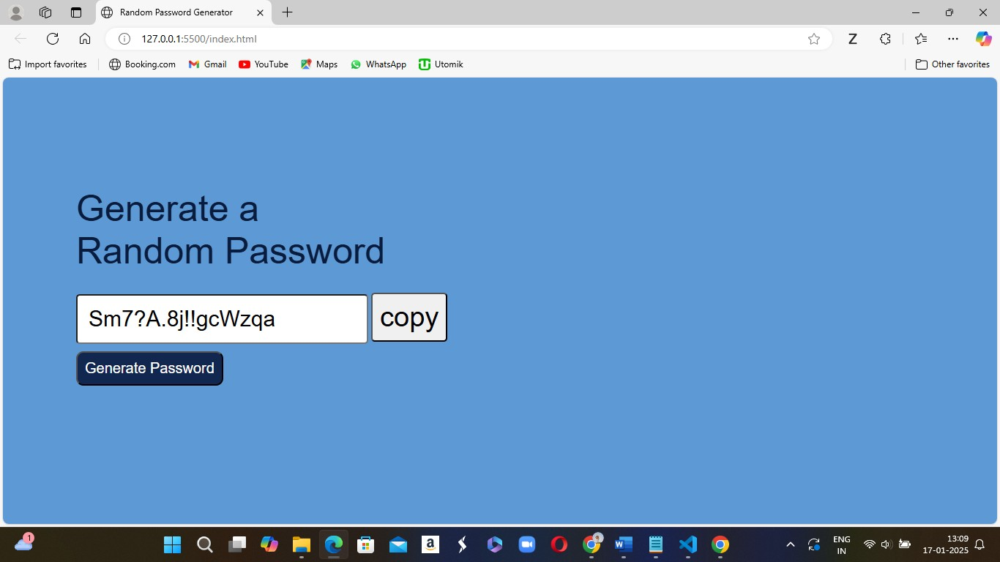 Random Password Generator
127.0.0.1:5500/index.html
Import favorites
Booking.com
Gmail
YouTube
Maps
WhatsApp
Utomik
Other favorites
Generate a
Random Password
Sm7?A.8j!!gcWzqa
copy
Generate Password
1
ENG
IN
13:09
17-01-2025